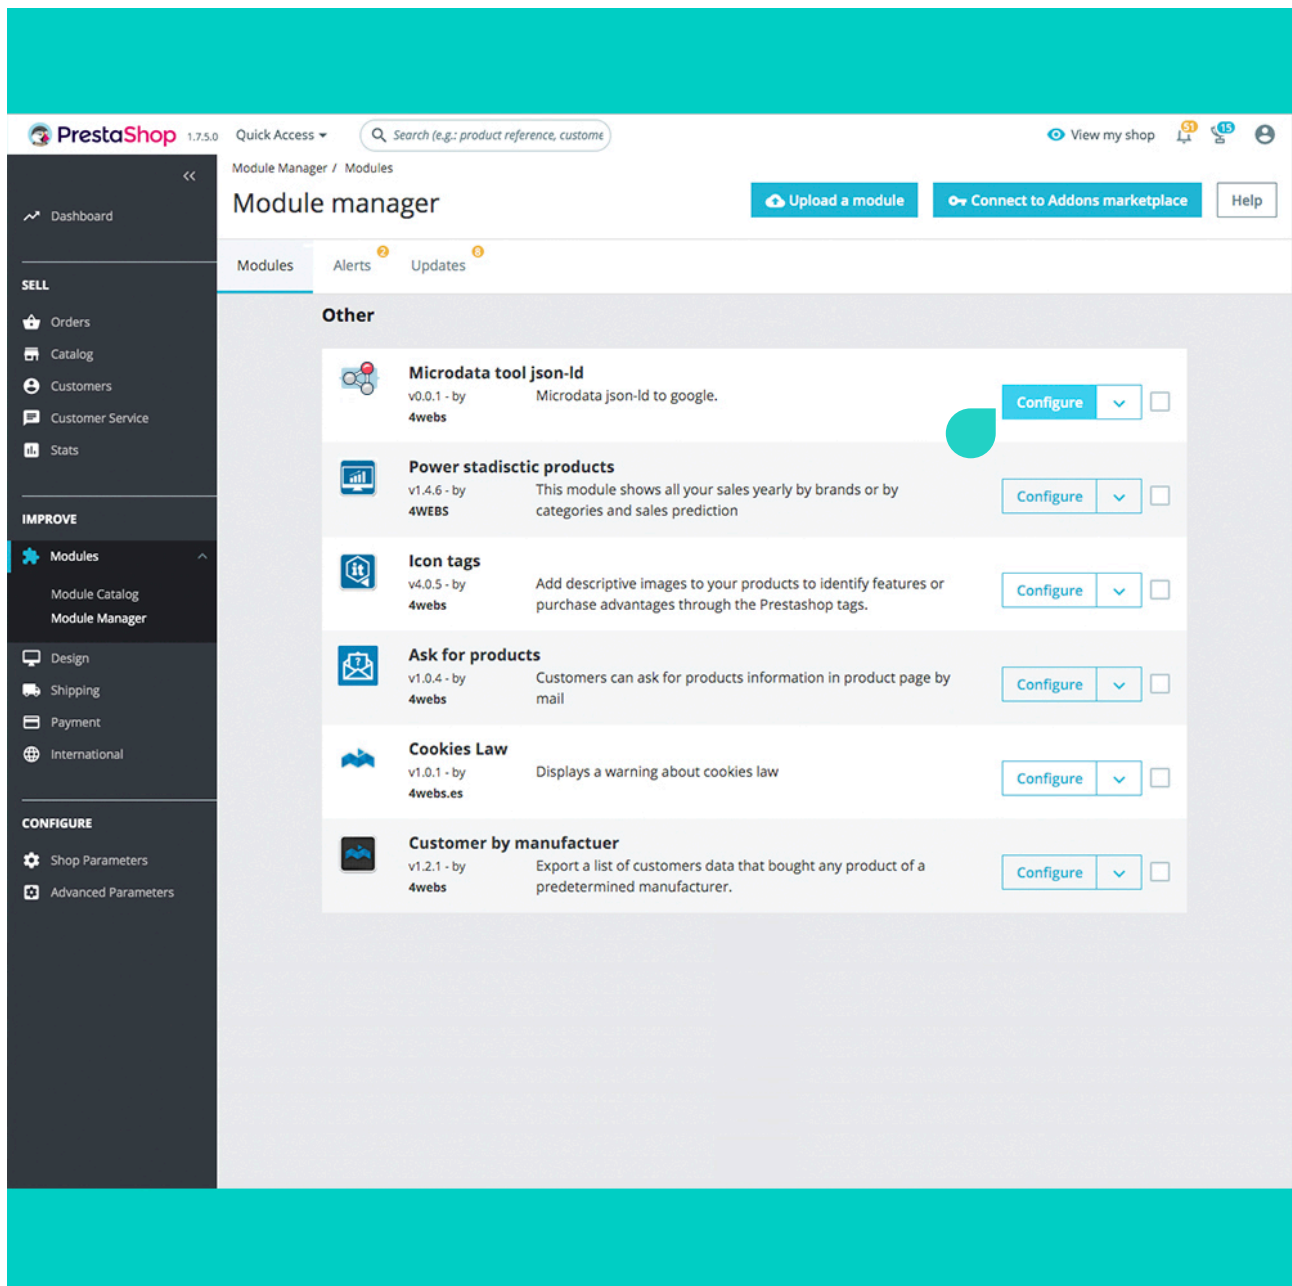 PrestaShop 1.7.5.0 Quick Access Search (e.g.: product reference, custome View my shop 51 15
Module Manager / Modules
Module manager
Upload a module Connect to Addons marketplace Help
Modules Alerts 2 Updates 8
Dashboard
SELL
Orders
Catalog
Customers
Customer Service
Stats
IMPROVE
Modules
Module Catalog
Module Manager
Design
Shipping
Payment
International
CONFIGURE
Shop Parameters
Advanced Parameters
Other
Microdata tool json-ld
v0.0.1 - by Microdata json-ld to google.
4webs
Configure
Power stadisctic products
v1.4.6 - by This module shows all your sales yearly by brands or by
4WEBS categories and sales prediction
Configure
it
Icon tags
v4.0.5 - by Add descriptive images to your products to identify features or
4webs purchase advantages through the Prestashop tags.
Configure
?
Ask for products
v1.0.4 - by Customers can ask for products information in product page by
4webs mail
Configure
Cookies Law
v1.0.1 - by Displays a warning about cookies law
4webs.es
Configure
Customer by manufactuer
v1.2.1 - by Export a list of customers data that bought any product of a
4webs predetermined manufacturer.
Configure